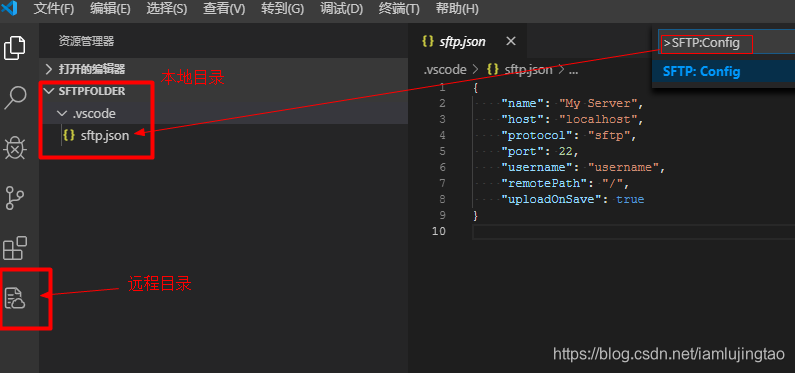 文件(F) 编辑(E) 选择(S) 查看(V) 转到(G) 调试(D) 终端(T) 帮助(H)
资源管理器
打开的编辑器
本地目录
SFTPFOLDER
.vscode
{} sftp.json
远程目录
{} sftp.json ×
>SFTP:Config
SFTP: Config
.vscode > {} sftp.json > ...
1 {
2 "name": "My Server",
3 "host": "localhost",
4 "protocol": "sftp",
5 "port": 22,
6 "username": "username",
7 "remotePath": "/",
8 "uploadOnSave": true
9 }
10
https://blog.csdn.net/iamlujingtao